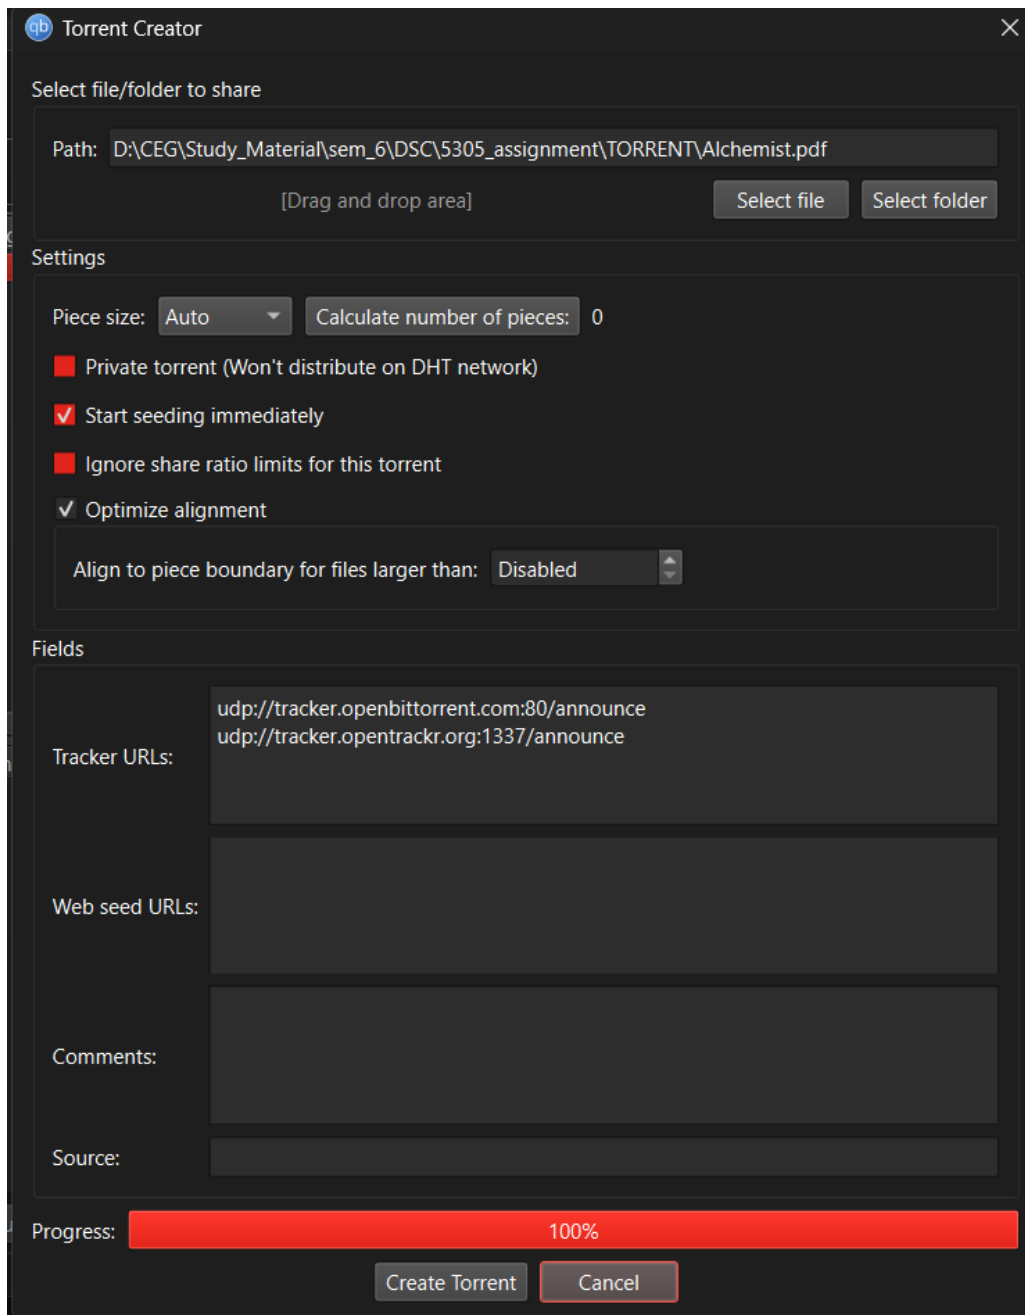 qb Torrent Creator
Select file/folder to share
Path: D:\CEG\Study_Material\sem_6\DSC\5305_assignment\TORRENT\Alchemist.pdf
[Drag and drop area] Select file Select folder
Settings
Piece size: Auto Calculate number of pieces: 0
Private torrent (Won't distribute on DHT network)
Start seeding immediately
Ignore share ratio limits for this torrent
Optimize alignment
Align to piece boundary for files larger than: Disabled
Fields
Tracker URLs:
udp://tracker.openbittorrent.com:80/announce
udp://tracker.opentrackr.org:1337/announce
Web seed URLs:
Comments:
Source:
Progress: 100%
Create Torrent Cancel